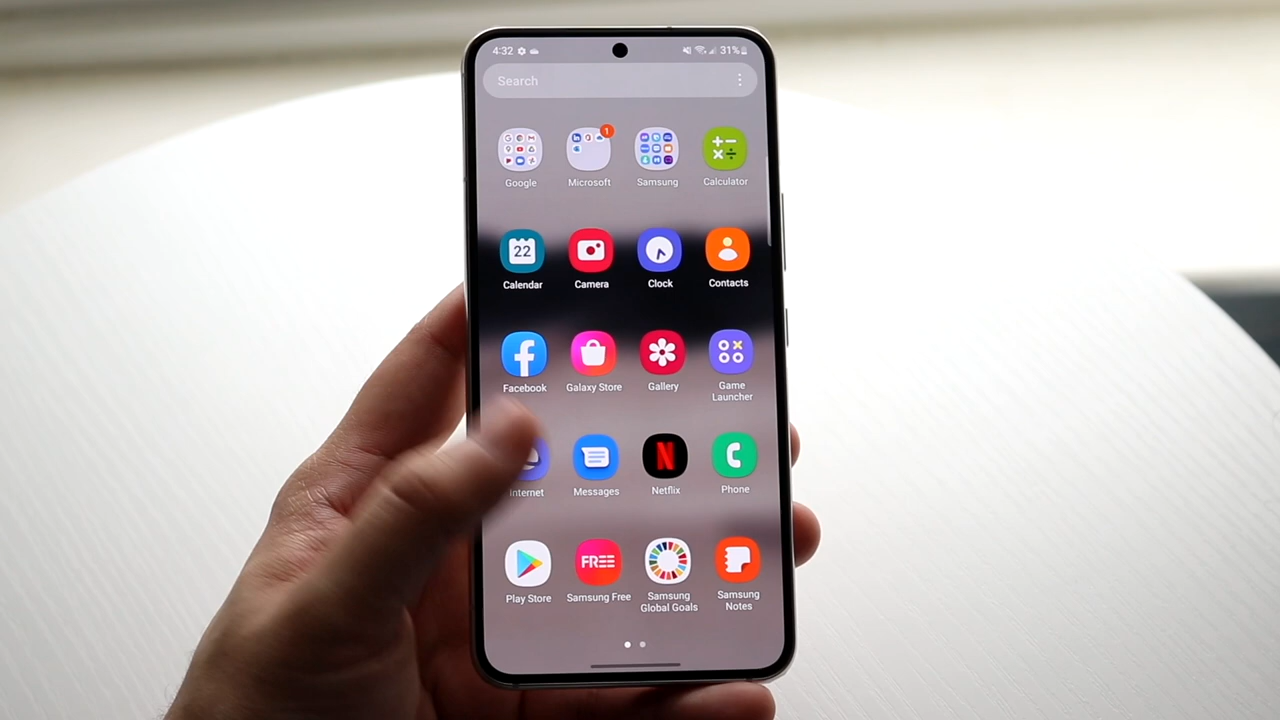 4:32 31%
Search
1
Google Microsoft Samsung Calculator
22
Calendar Camera Clock Contacts
Facebook Galaxy Store Gallery Game
Launcher
N
Internet Messages Netflix Phone
FREE
Play Store Samsung Free Samsung Samsung
Global Goals Notes